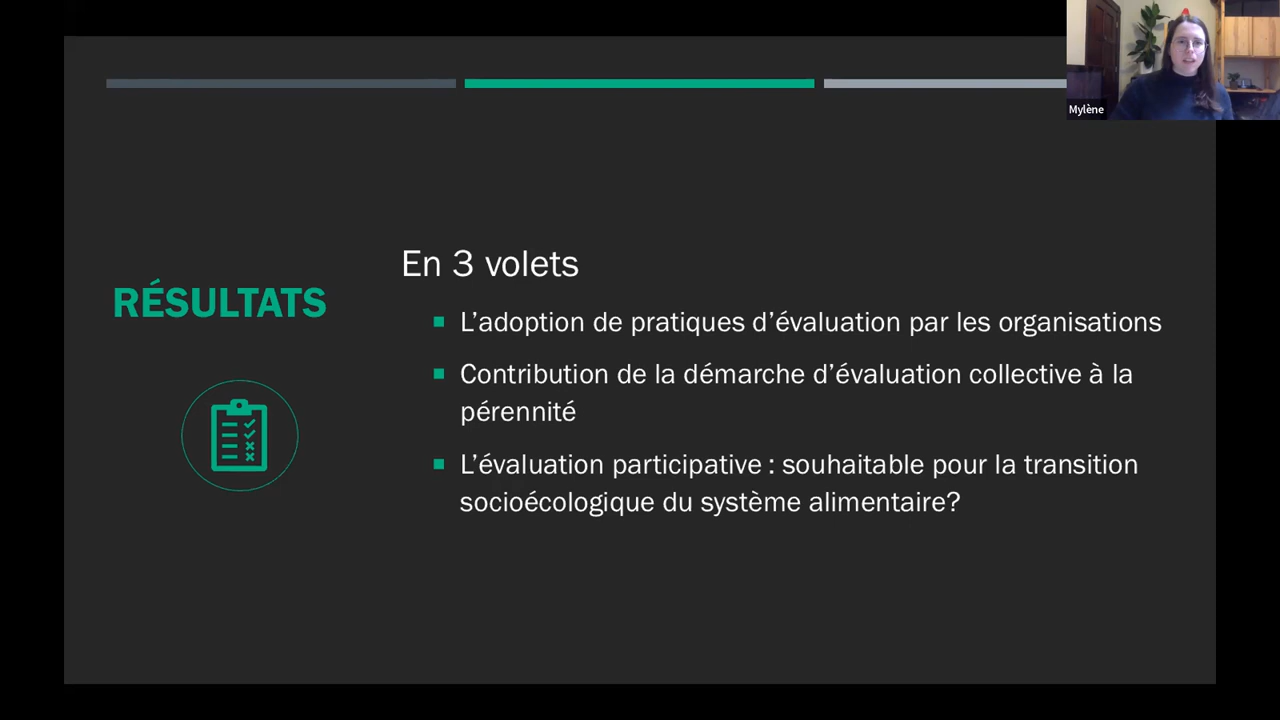 Mylène
En 3 volets
RÉSULTATS
L’adoption de pratiques d’évaluation par les organisations
Contribution de la démarche d’évaluation collective à la
pérennité
L’évaluation participative : souhaitable pour la transition
socioécologique du système alimentaire?